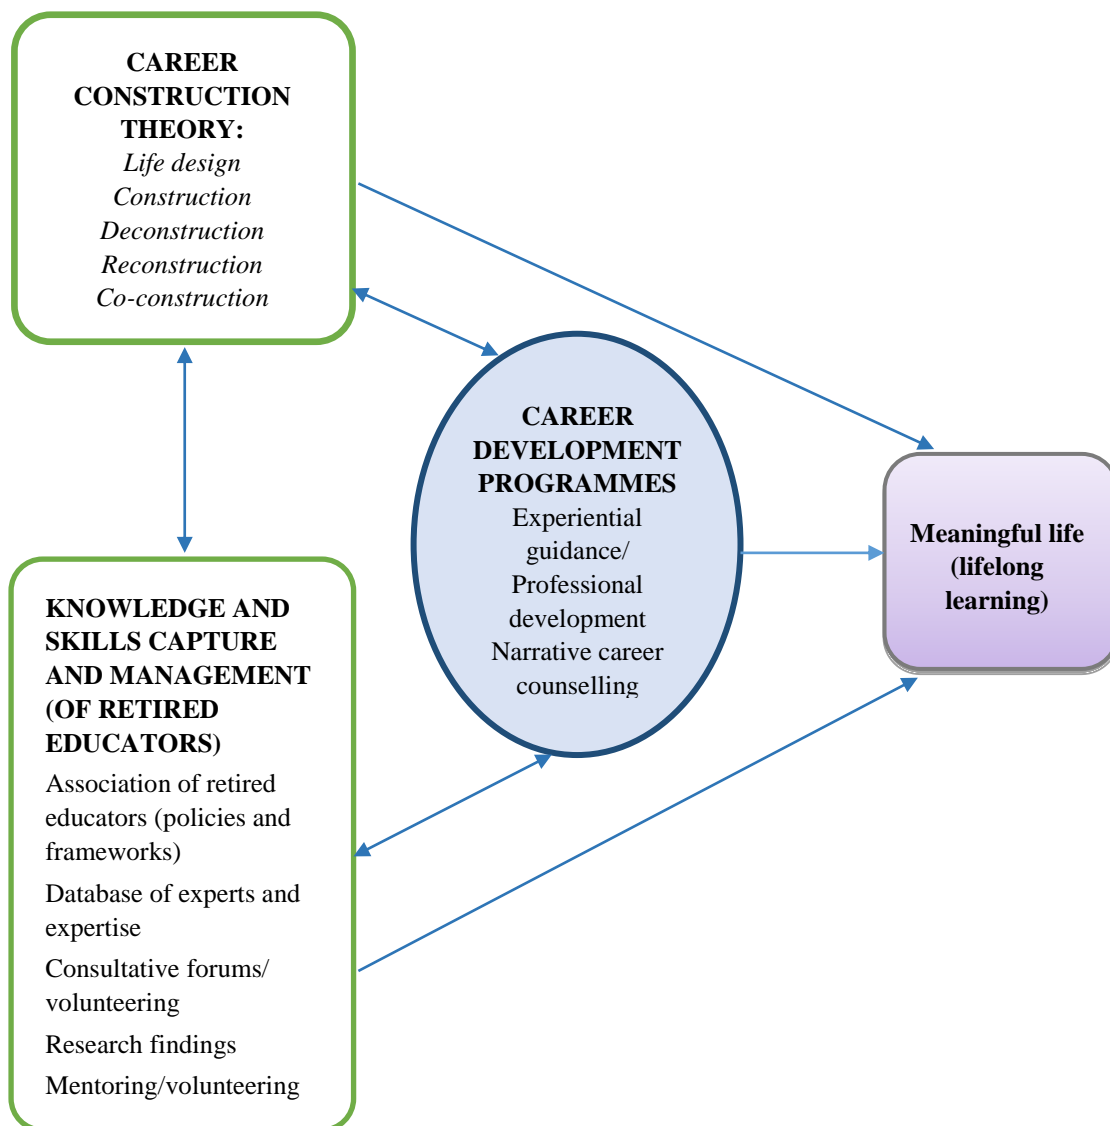 CAREER
CONSTRUCTION
THEORY:
Life design
Construction
Deconstruction
Reconstruction
Co-construction
CAREER
DEVELOPMENT
PROGRAMMES
Experiential
guidance/
Professional
development
Narrative career
counselling
Meaningful life
(lifelong
learning)
KNOWLEDGE AND
SKILLS CAPTURE
AND MANAGEMENT
(OF RETIRED
EDUCATORS)
Association of retired
educators (policies and
frameworks)
Database of experts and
expertise
Consultative forums/
volunteering
Research findings
Mentoring/volunteering